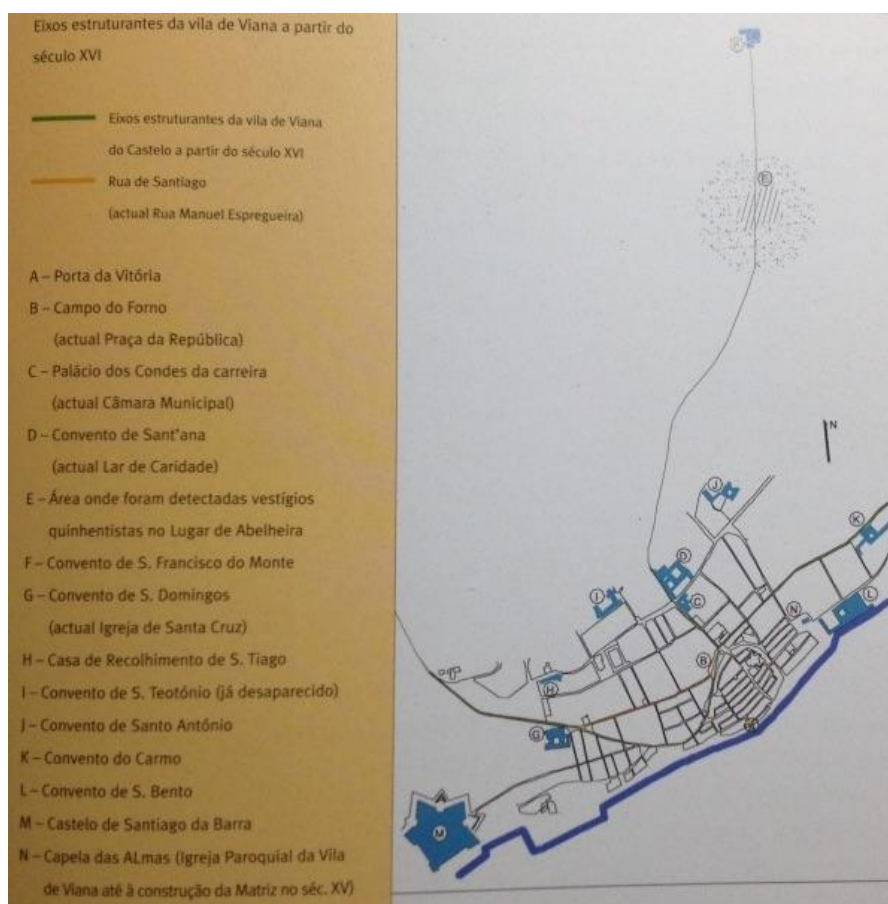 Eixos estruturantes da vila de Viana a partir do
século XVI
Eixos estruturantes da vila de Viana
do Castelo a partir do século XVI
Rua de Santiago
(actual Rua Manuel Espregueira)
A – Porta da Vitória
B – Campo do Forno
(actual Praça da República)
C – Palácio dos Condes da carreira
(actual Câmara Municipal)
D – Convento de Sant'ana
(actual Lar de Caridade)
E – Área onde foram detectadas vestígios
quinhentistas no Lugar de Abelheira
F – Convento de S. Francisco do Monte
G – Convento de S. Domingos
(actual Igreja de Santa Cruz)
H – Casa de Recolhimento de S. Tiago
I – Convento de S. Teotónio (já desaparecido)
J – Convento de Santo António
K – Convento do Carmo
L – Convento de S. Bento
M – Castelo de Santiago da Barra
N – Capela das ALmas (Igreja Paroquial da Vila
de Viana até à construção da Matriz no séc. XV)
E
N
J
K
D
I
C
L
N
B
H
G
M